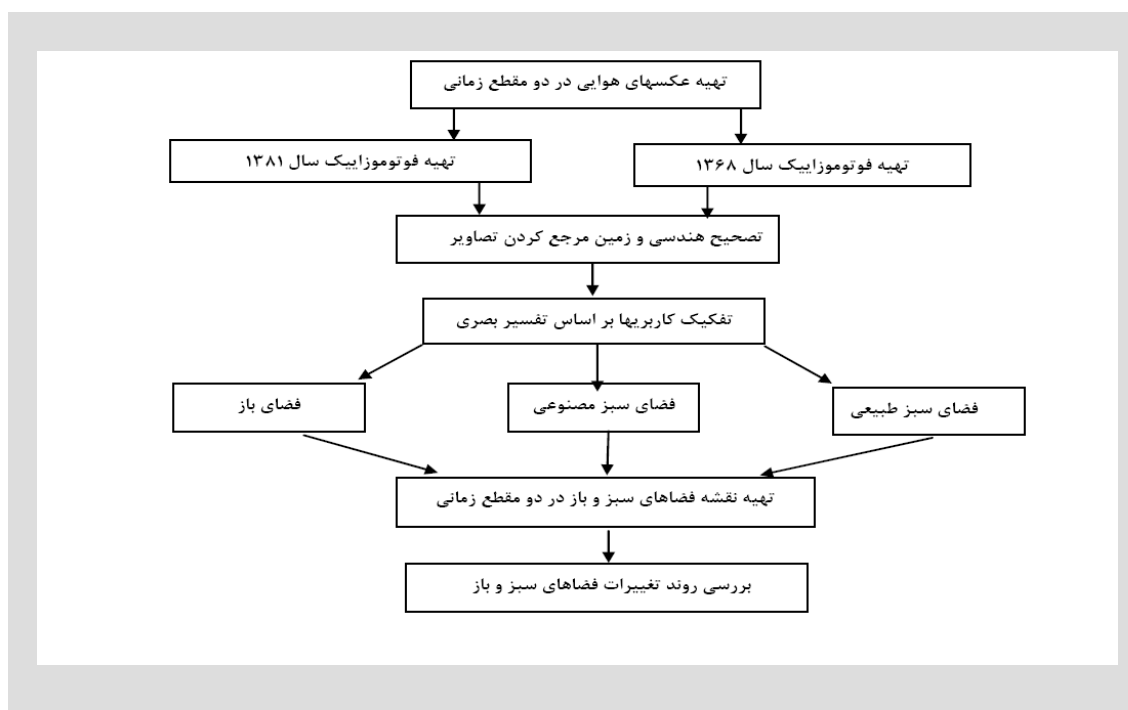 تهیه عکسهای هوایی در دو مقطع زمانی
تهیه فوتوموزاییک سال ۱۳۶۸
تهیه فوتوموزاییک سال ۱۳۸۱
تصحیح هندسی و زمین مرجع کردن تصاویر
تفکیک کاربریها بر اساس تفسیر بصری
فضای سبز طبیعی
فضای سبز مصنوعی
فضای باز
تهیه نقشه فضاهای سبز و باز در دو مقطع زمانی
بررسی روند تغییرات فضاهای سبز و باز